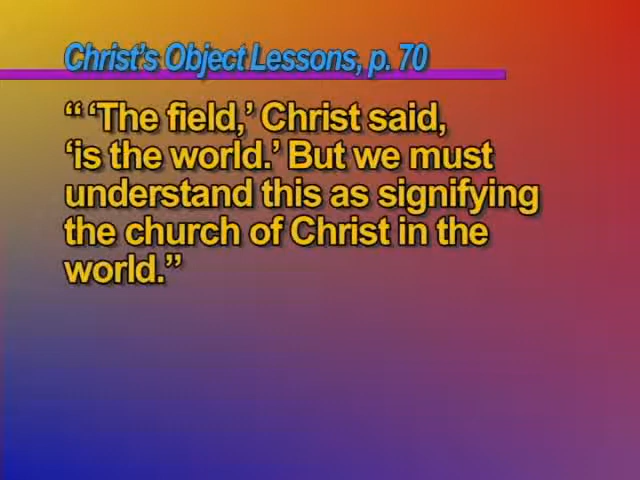 Christ's Object Lessons, p. 70
“ ‘The field,’ Christ said,
‘is the world.’ But we must
understand this as signifying
the church of Christ in the
world.”